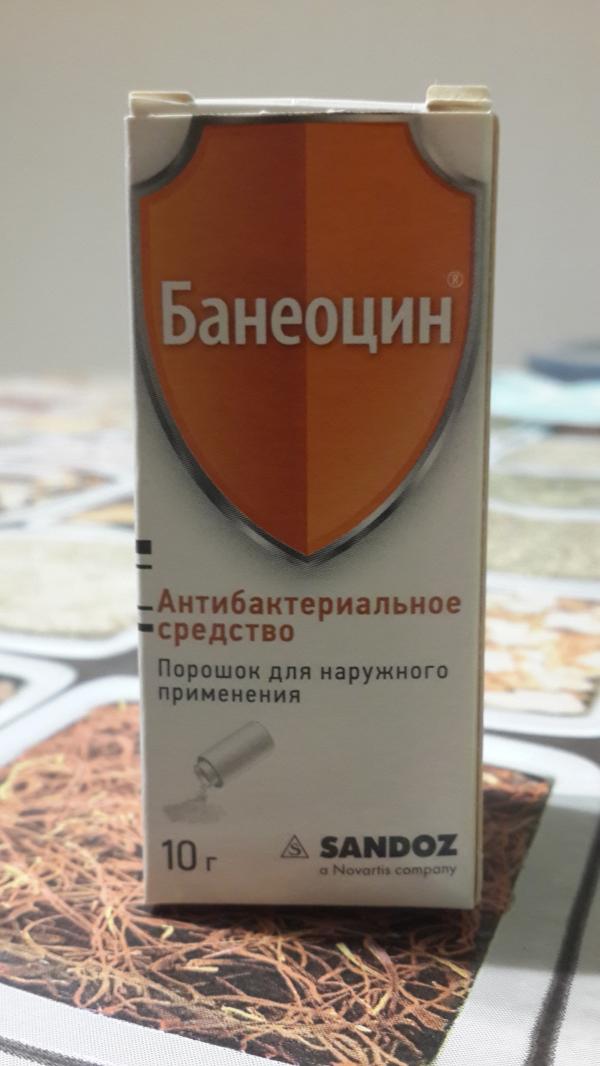 Банеоцин®
Антибактериальное
средство
Порошок для наружного
применения
10 г
SANDOZ
a Novartis company